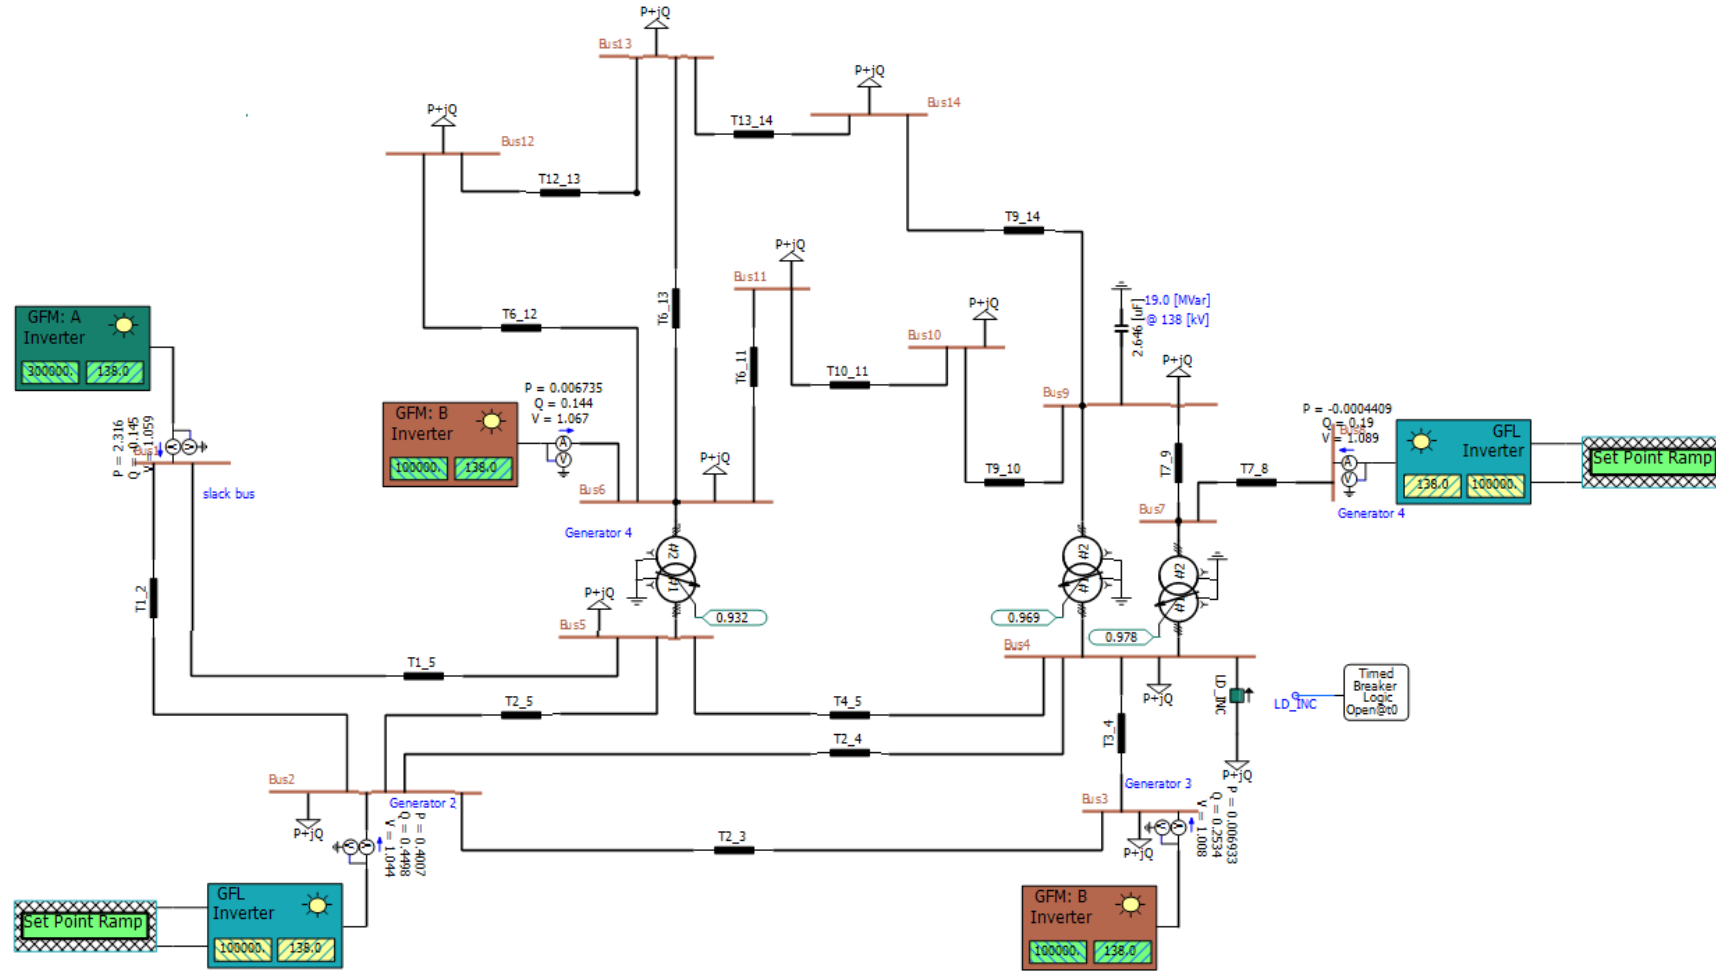 P+jQ
Bus13
P+jQ
Bus14
T13_14
P+jQ
Bus12
T12_13
T9_14
P+jQ
Bus11
T6_13
T6_12
P+jQ
Bus10
T6_11
T10_11
19.0 [MVar]
@ 138 [kV]
2.646 [uF]
P+jQ
GFM: A
Inverter
300000.
138.0
P = 2.316
Q = 0.145
V = 1.059
Bus1
slack bus
GFM: B
Inverter
100000.
138.0
P = 0.006735
Q = 0.144
V = 1.067
A
V
Bus6
P+jQ
Generator 4
Bus9
T9_10
T7_9
T7_8
Bus7
P = -0.0004409
Q = 0.19
V = 1.089
A
V
Generator 4
GFL
Inverter
138.0
100000.
Set Point Ramp
#2
#1
0.932
#2
#1
0.969
#2
#1
0.978
T1_2
P+jQ
Bus5
T1_5
T2_5
T4_5
T2_4
Bus4
P+jQ
T3_4
LD_INC
P+jQ
LD_INC
Timed
Breaker
Logic
Open@t0
Bus2
P+jQ
Generator 2
P = 0.4007
Q = 0.4498
V = 1.044
T2_3
Generator 3
Bus3
P+jQ
P = 0.006933
Q = 0.2534
V = 1.008
Set Point Ramp
GFL
Inverter
100000.
138.0
GFM: B
Inverter
100000.
138.0